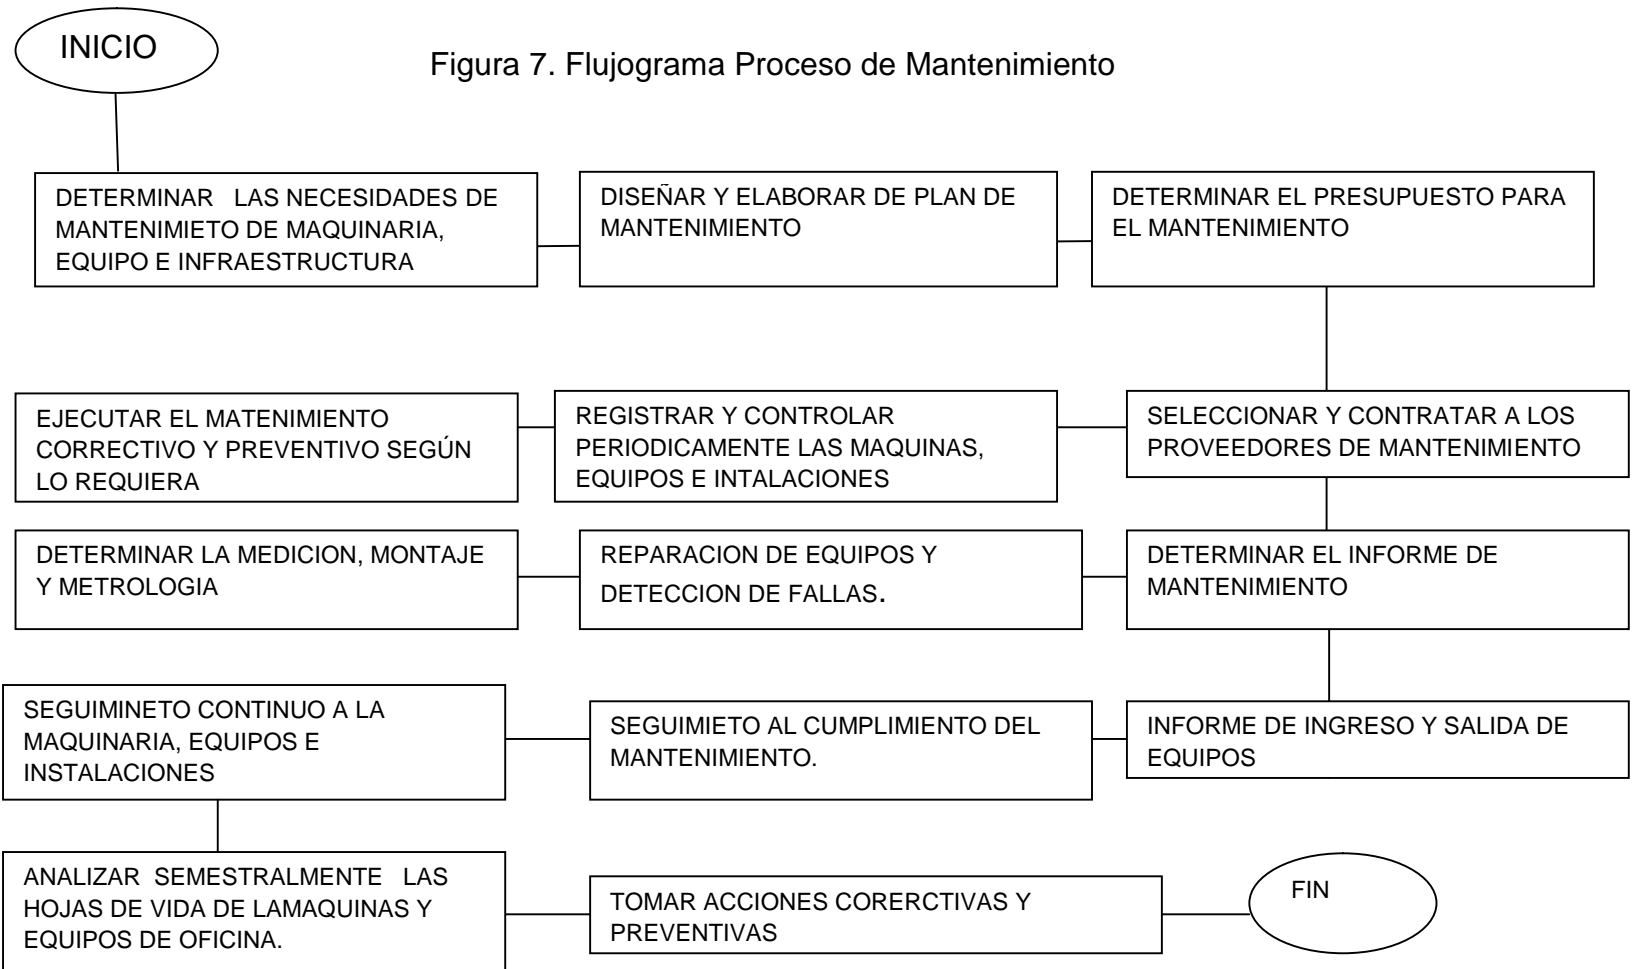 INICIO
Figura 7. Flujograma Proceso de Mantenimiento
DETERMINAR LAS NECESIDADES DE
MANTENIMIETO DE MAQUINARIA,
EQUIPO E INFRAESTRUCTURA
DISEÑAR Y ELABORAR DE PLAN DE
MANTENIMIENTO
DETERMINAR EL PRESUPUESTO PARA
EL MANTENIMIENTO
EJECUTAR EL MATENIMIENTO
CORRECTIVO Y PREVENTIVO SEGÚN
LO REQUIERA
REGISTRAR Y CONTROLAR
PERIODICAMENTE LAS MAQUINAS,
EQUIPOS E INTALACIONES
SELECCIONAR Y CONTRATAR A LOS
PROVEEDORES DE MANTENIMIENTO
DETERMINAR LA MEDICION, MONTAJE
Y METROLOGIA
REPARACION DE EQUIPOS Y
DETECCION DE FALLAS.
DETERMINAR EL INFORME DE
MANTENIMIENTO
SEGUIMINETO CONTINUO A LA
MAQUINARIA, EQUIPOS E
INSTALACIONES
SEGUIMIETO AL CUMPLIMIENTO DEL
MANTENIMIENTO.
INFORME DE INGRESO Y SALIDA DE
EQUIPOS
ANALIZAR SEMESTRALMENTE LAS
HOJAS DE VIDA DE LAMAQUINAS Y
EQUIPOS DE OFICINA.
TOMAR ACCIONES CORERCTIVAS Y
PREVENTIVAS
FIN